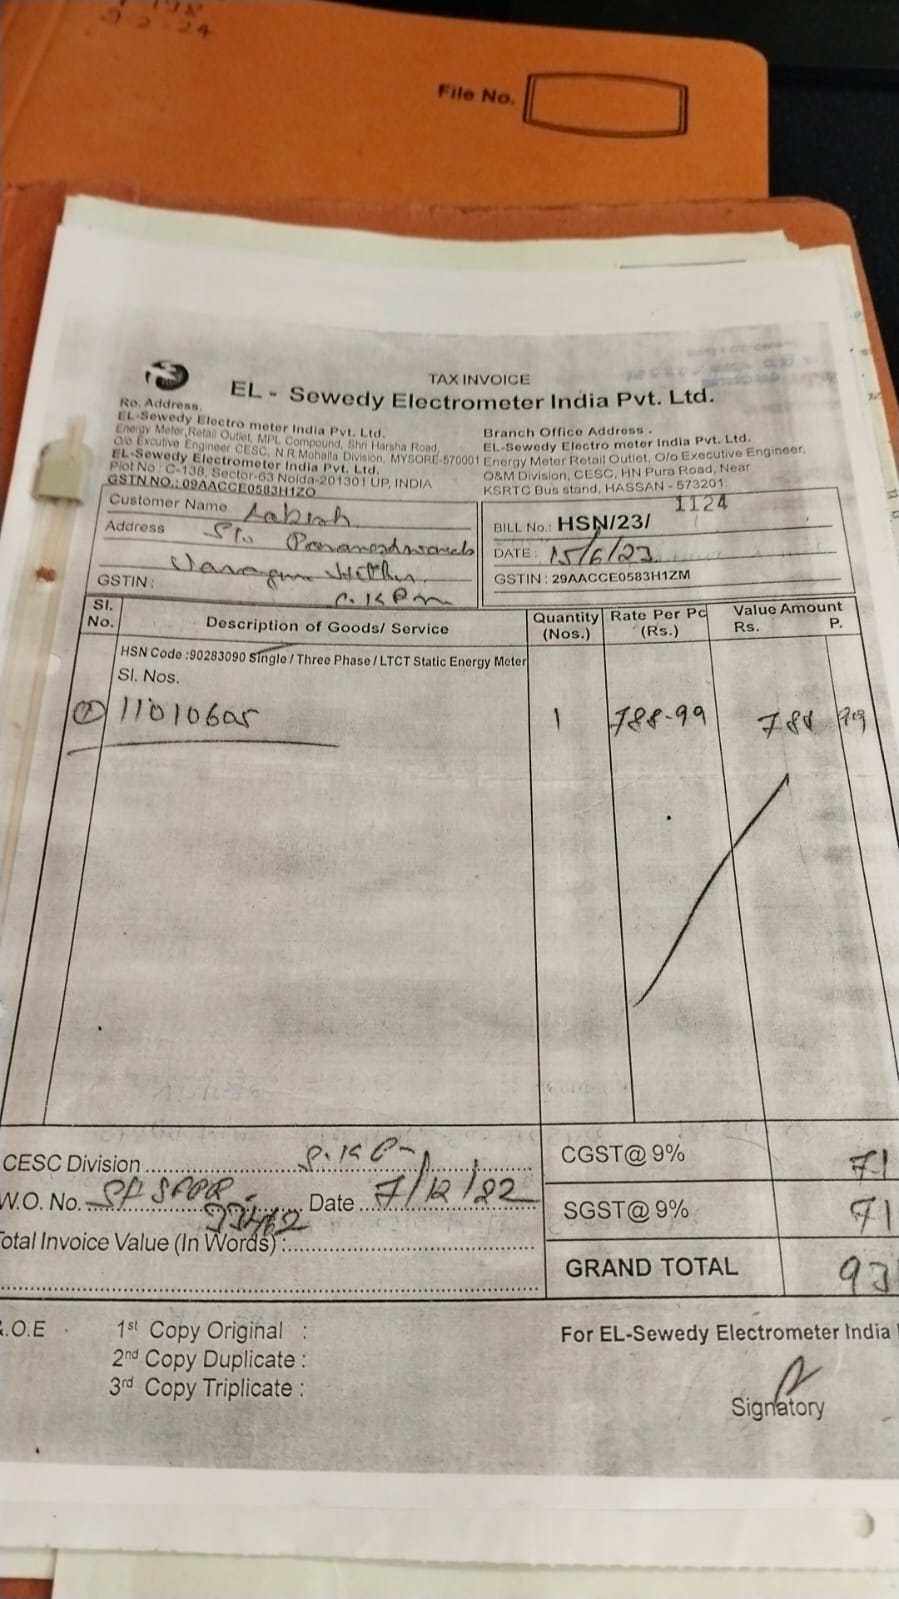 9-2-24
File No.
TAX INVOICE
EL - Sewedy Electrometer India Pvt. Ltd.
Ro. Address,
EL-Sewedy Electro meter India Pvt. Ltd.
Energy Meter,Retail Outlet, MPL Compound, Shri Harsha Road,
O/o Excutive Engineer CESC, N.R.Mohalla Division, MYSORE-570001
EL-Sewedy Electrometer India Pvt. Ltd.
Plot No : C-138, Sector-63 Noida-201301 UP, INDIA
GSTN NO.: 09AACCE0583H1ZO
Branch Office Address .
EL-Sewedy Electro meter India Pvt. Ltd.
Energy Meter Retail Outlet, O/o Executive Engineer,
O&M Division, CESC, HN Pura Road, Near
KSRTC Bus stand, HASSAN - 573201.
Customer Name
Address S/o
GSTIN :
BILL No.: HSN/23/ 1124
DATE : 15/6/23
GSTIN : 29AACCE0583H1ZM
Sl. No. Description of Goods/ Service Quantity (Nos.) Rate Per Pc (Rs.) Value Amount Rs. P.
HSN Code :90283090 Single / Three Phase / LTCT Static Energy Meter
Sl. Nos.
11010605 1 788-99 788 99
CESC Division S.K.P
W.O. No. Date 7/12/22
otal Invoice Value (In Words) :
CGST@ 9% 71
SGST@ 9% 71
GRAND TOTAL 93
.O.E
1st Copy Original :
2nd Copy Duplicate :
3rd Copy Triplicate :
For EL-Sewedy Electrometer India
Signatory